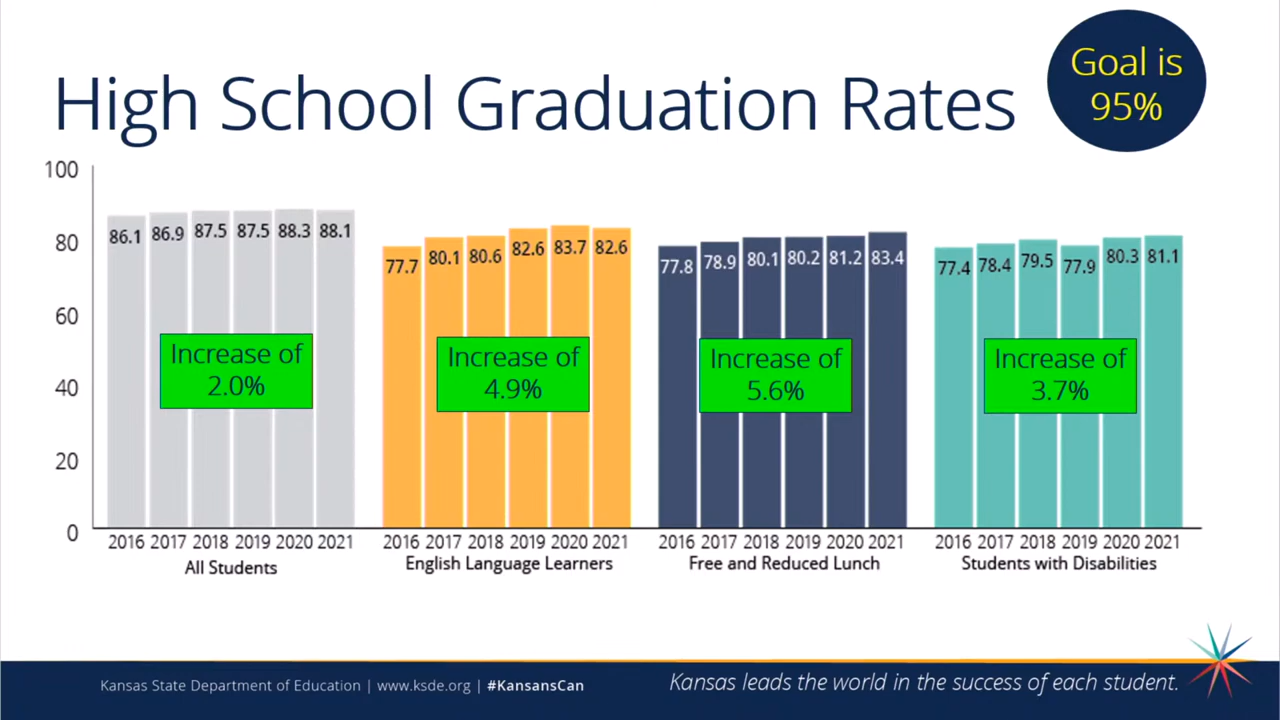 Goal is
95%
High School Graduation Rates
100
80
60
40
20
0
86.1 86.9 87.5 87.5 88.3 88.1
77.7 80.1 80.6 82.6 83.7 82.6
77.8 78.9 80.1 80.2 81.2 83.4
77.4 78.4 79.5 77.9 80.3 81.1
Increase of
2.0%
Increase of
4.9%
Increase of
5.6%
Increase of
3.7%
2016 2017 2018 2019 2020 2021
All Students
2016 2017 2018 2019 2020 2021
English Language Learners
2016 2017 2018 2019 2020 2021
Free and Reduced Lunch
2016 2017 2018 2019 2020 2021
Students with Disabilities
Kansas State Department of Education | www.ksde.org | #KansansCan
Kansas leads the world in the success of each student.